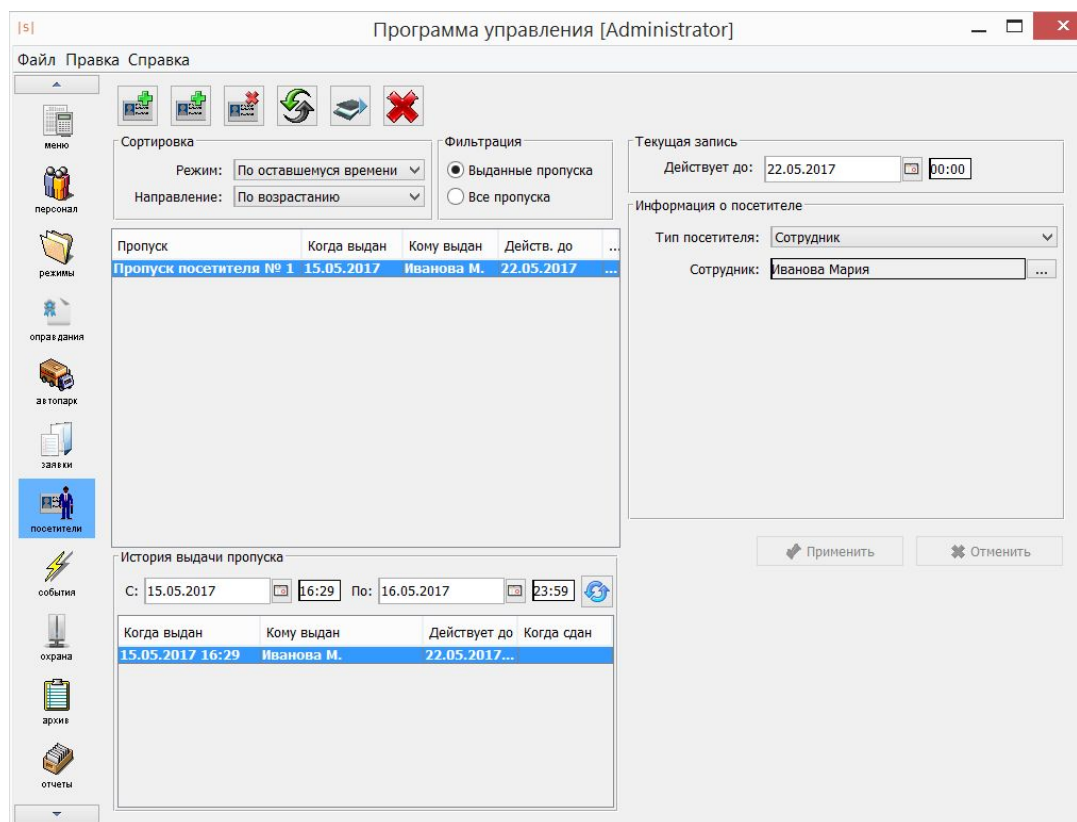 |s| Программа управления [Administrator]
Файл Правка Справка
меню
персонал
режимы
оправдания
автопарк
заявки
посетители
события
охрана
архив
отчеты
Сортировка
Режим: По оставшемуся времени
Направление: По возрастанию
Фильтрация
Выданные пропуска
Все пропуска
Пропуск Когда выдан Кому выдан Действ. до ...
Пропуск посетителя № 1 15.05.2017 Иванова М. 22.05.2017 ...
История выдачи пропуска
С: 15.05.2017 16:29 По: 16.05.2017 23:59
Когда выдан Кому выдан Действует до Когда сдан
15.05.2017 16:29 Иванова М. 22.05.2017...
Текущая запись
Действует до: 22.05.2017 00:00
Информация о посетителе
Тип посетителя: Сотрудник
Сотрудник: Иванова Мария ...
Применить Отменить